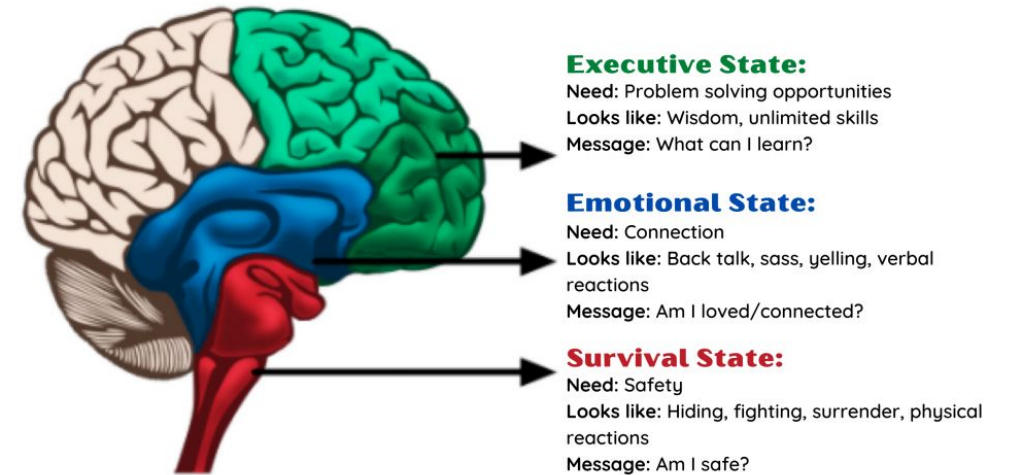 Executive State:
Need: Problem solving opportunities
Looks like: Wisdom, unlimited skills
Message: What can I learn?
Emotional State:
Need: Connection
Looks like: Back talk, sass, yelling, verbal
reactions
Message: Am I loved/connected?
Survival State:
Need: Safety
Looks like: Hiding, fighting, surrender, physical
reactions
Message: Am I safe?